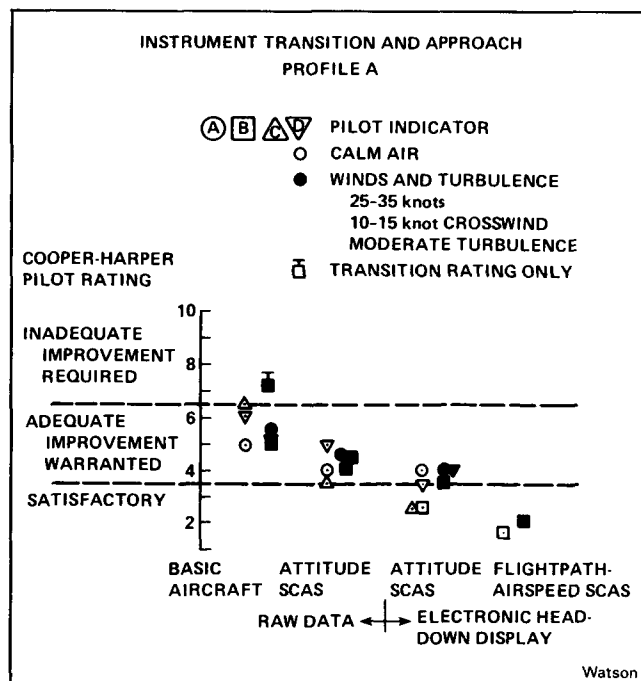 INSTRUMENT TRANSITION AND APPROACH
PROFILE A
A B C D PILOT INDICATOR
CALM AIR
WINDS AND TURBULENCE
25-35 knots
10-15 knot CROSSWIND
MODERATE TURBULENCE
TRANSITION RATING ONLY
COOPER-HARPER
PILOT RATING
10
8
6
4
2
INADEQUATE
IMPROVEMENT
REQUIRED
ADEQUATE
IMPROVEMENT
WARRANTED
SATISFACTORY
BASIC
AIRCRAFT
ATTITUDE
SCAS
ATTITUDE
SCAS
FLIGHTPATH-
AIRSPEED SCAS
RAW DATA
ELECTRONIC HEAD-
DOWN DISPLAY
Watson